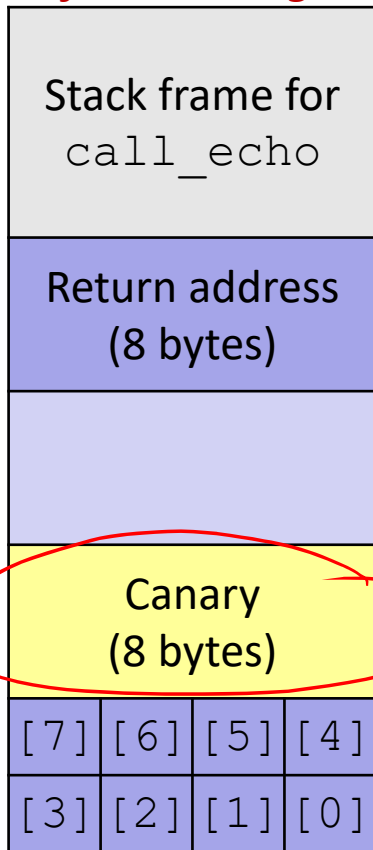 Stack frame for
call_echo
Return address
(8 bytes)
Canary
(8 bytes)
[7] [6] [5] [4]
[3] [2] [1] [0]